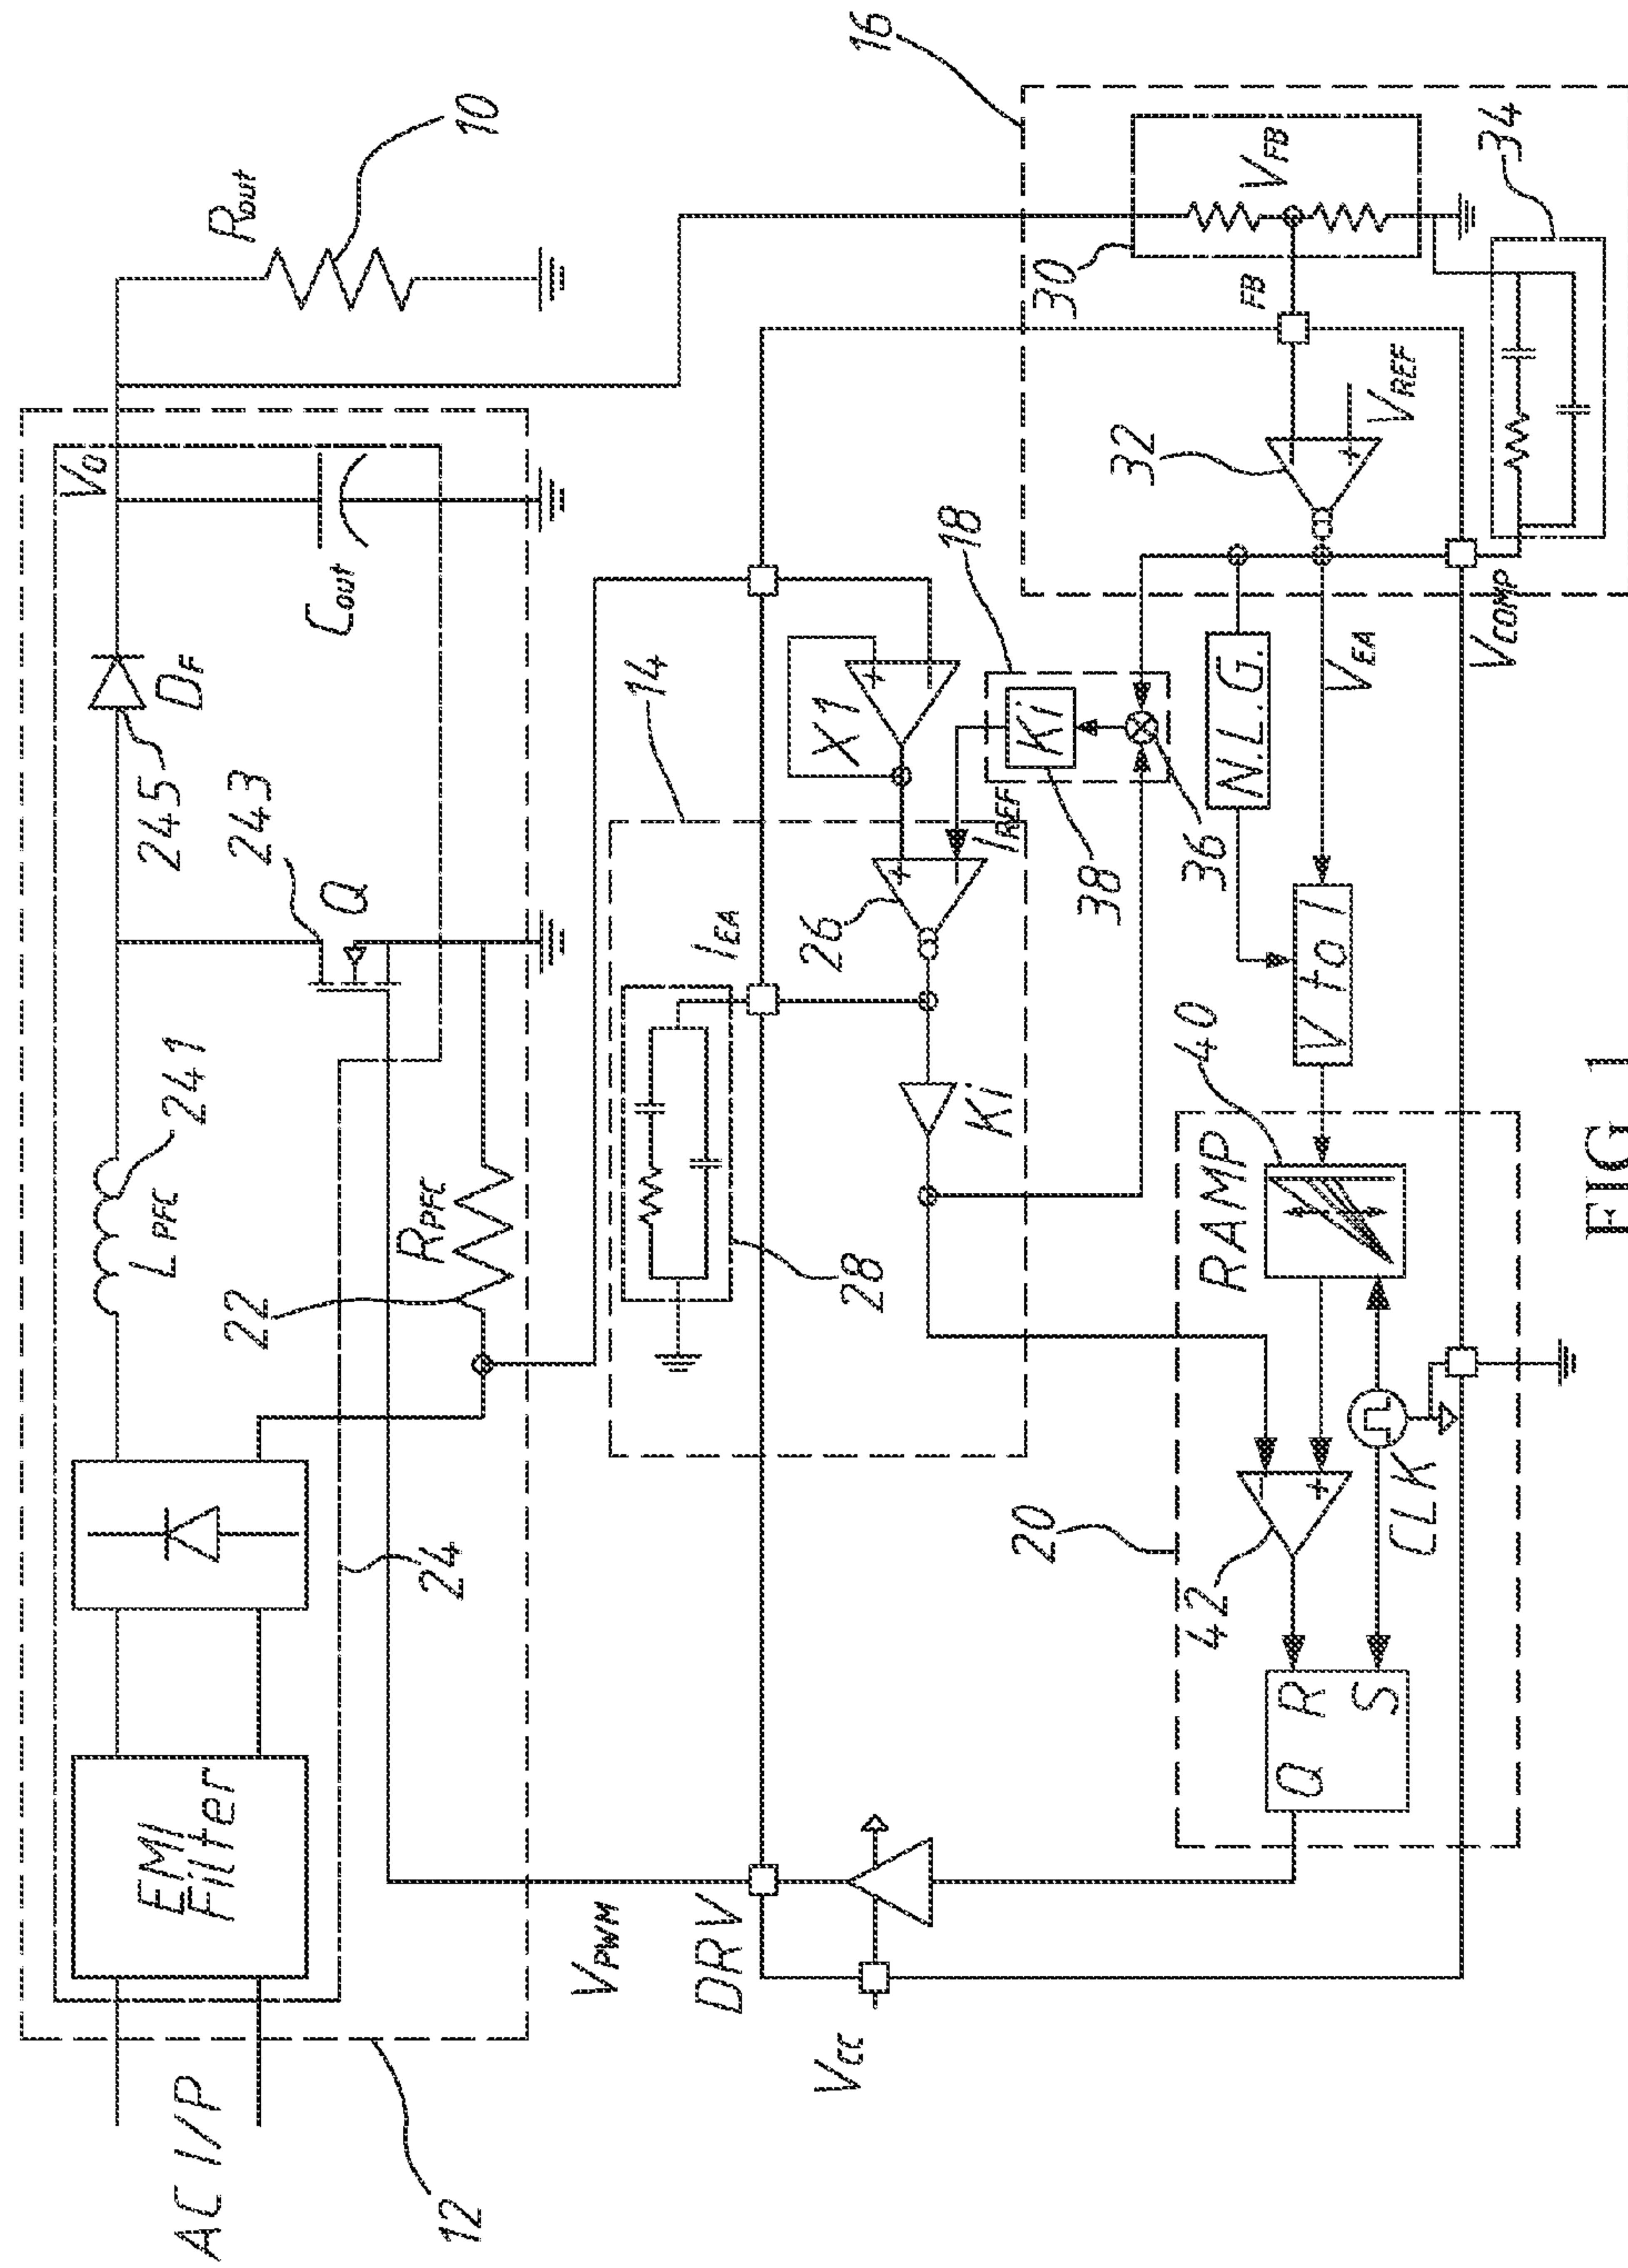 AC I/P
12
EMI
Filter
24
LPFC
241
22
RPFC
243
Q
245
DF
VO
Cout
Rout
10
VPWM
DRV
VCC
14
28
IEA
26
Ki
X1
IREF
18
Ki
38
36
16
30
VFB
FB
32
VREF
34
VCOMP
VEA
N.L.G.
V to I
20
RAMP
40
42
+
-
CLK
Q R
S
FIG 1